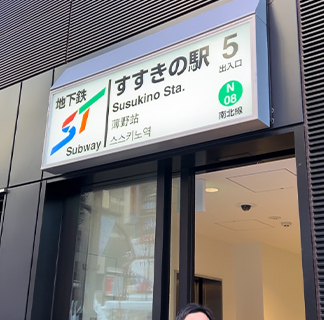 地下鉄
ST
Subway
すすきの駅
Susukino Sta.
薄野站
스스키노역
5
出入口
N
08
南北線